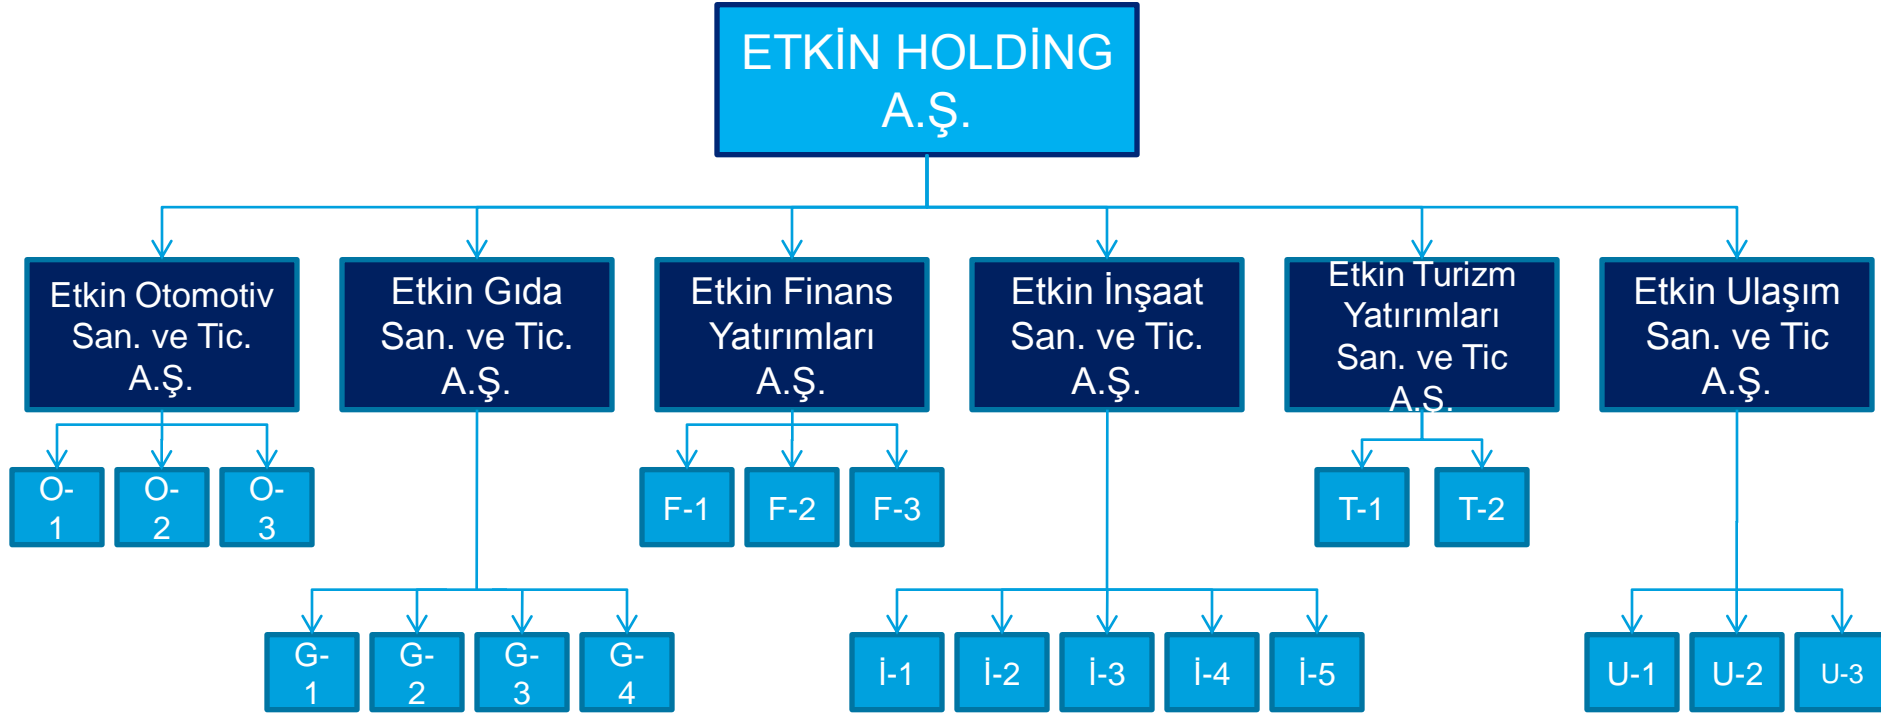 ETKİN HOLDİNG
A.Ş.
Etkin Otomotiv
San. ve Tic.
A.Ş.
Etkin Gıda
San. ve Tic.
A.Ş.
Etkin Finans
Yatırımları
A.Ş.
Etkin İnşaat
San. ve Tic.
A.Ş.
Etkin Turizm
Yatırımları
San. ve Tic
A.Ş.
Etkin Ulaşım
San. ve Tic
A.Ş.
O-
1
O-
2
O-
3
F-1
F-2
F-3
T-1
T-2
G-
1
G-
2
G-
3
G-
4
İ-1
İ-2
İ-3
İ-4
İ-5
U-1
U-2
U-3